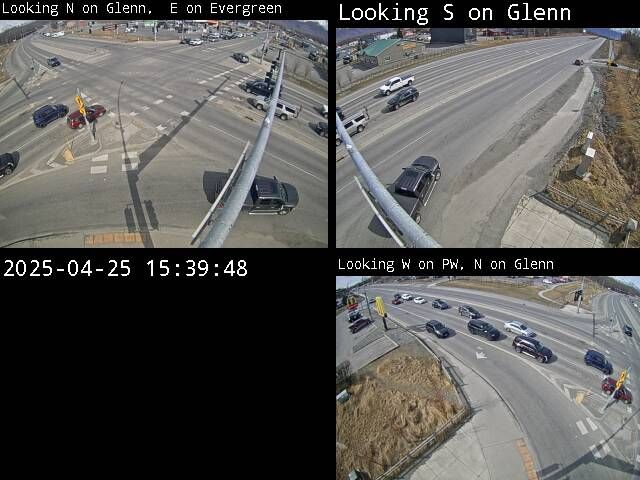 Looking N on Glenn, E on Evergreen
Looking S on Glenn
2025-04-25 15:39:48
Looking W on PW, N on Glenn